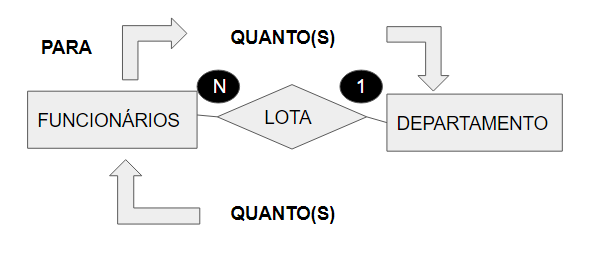 PARA
QUANTO(S)
N
1
FUNCIONÁRIOS
LOTA
DEPARTAMENTO
QUANTO(S)